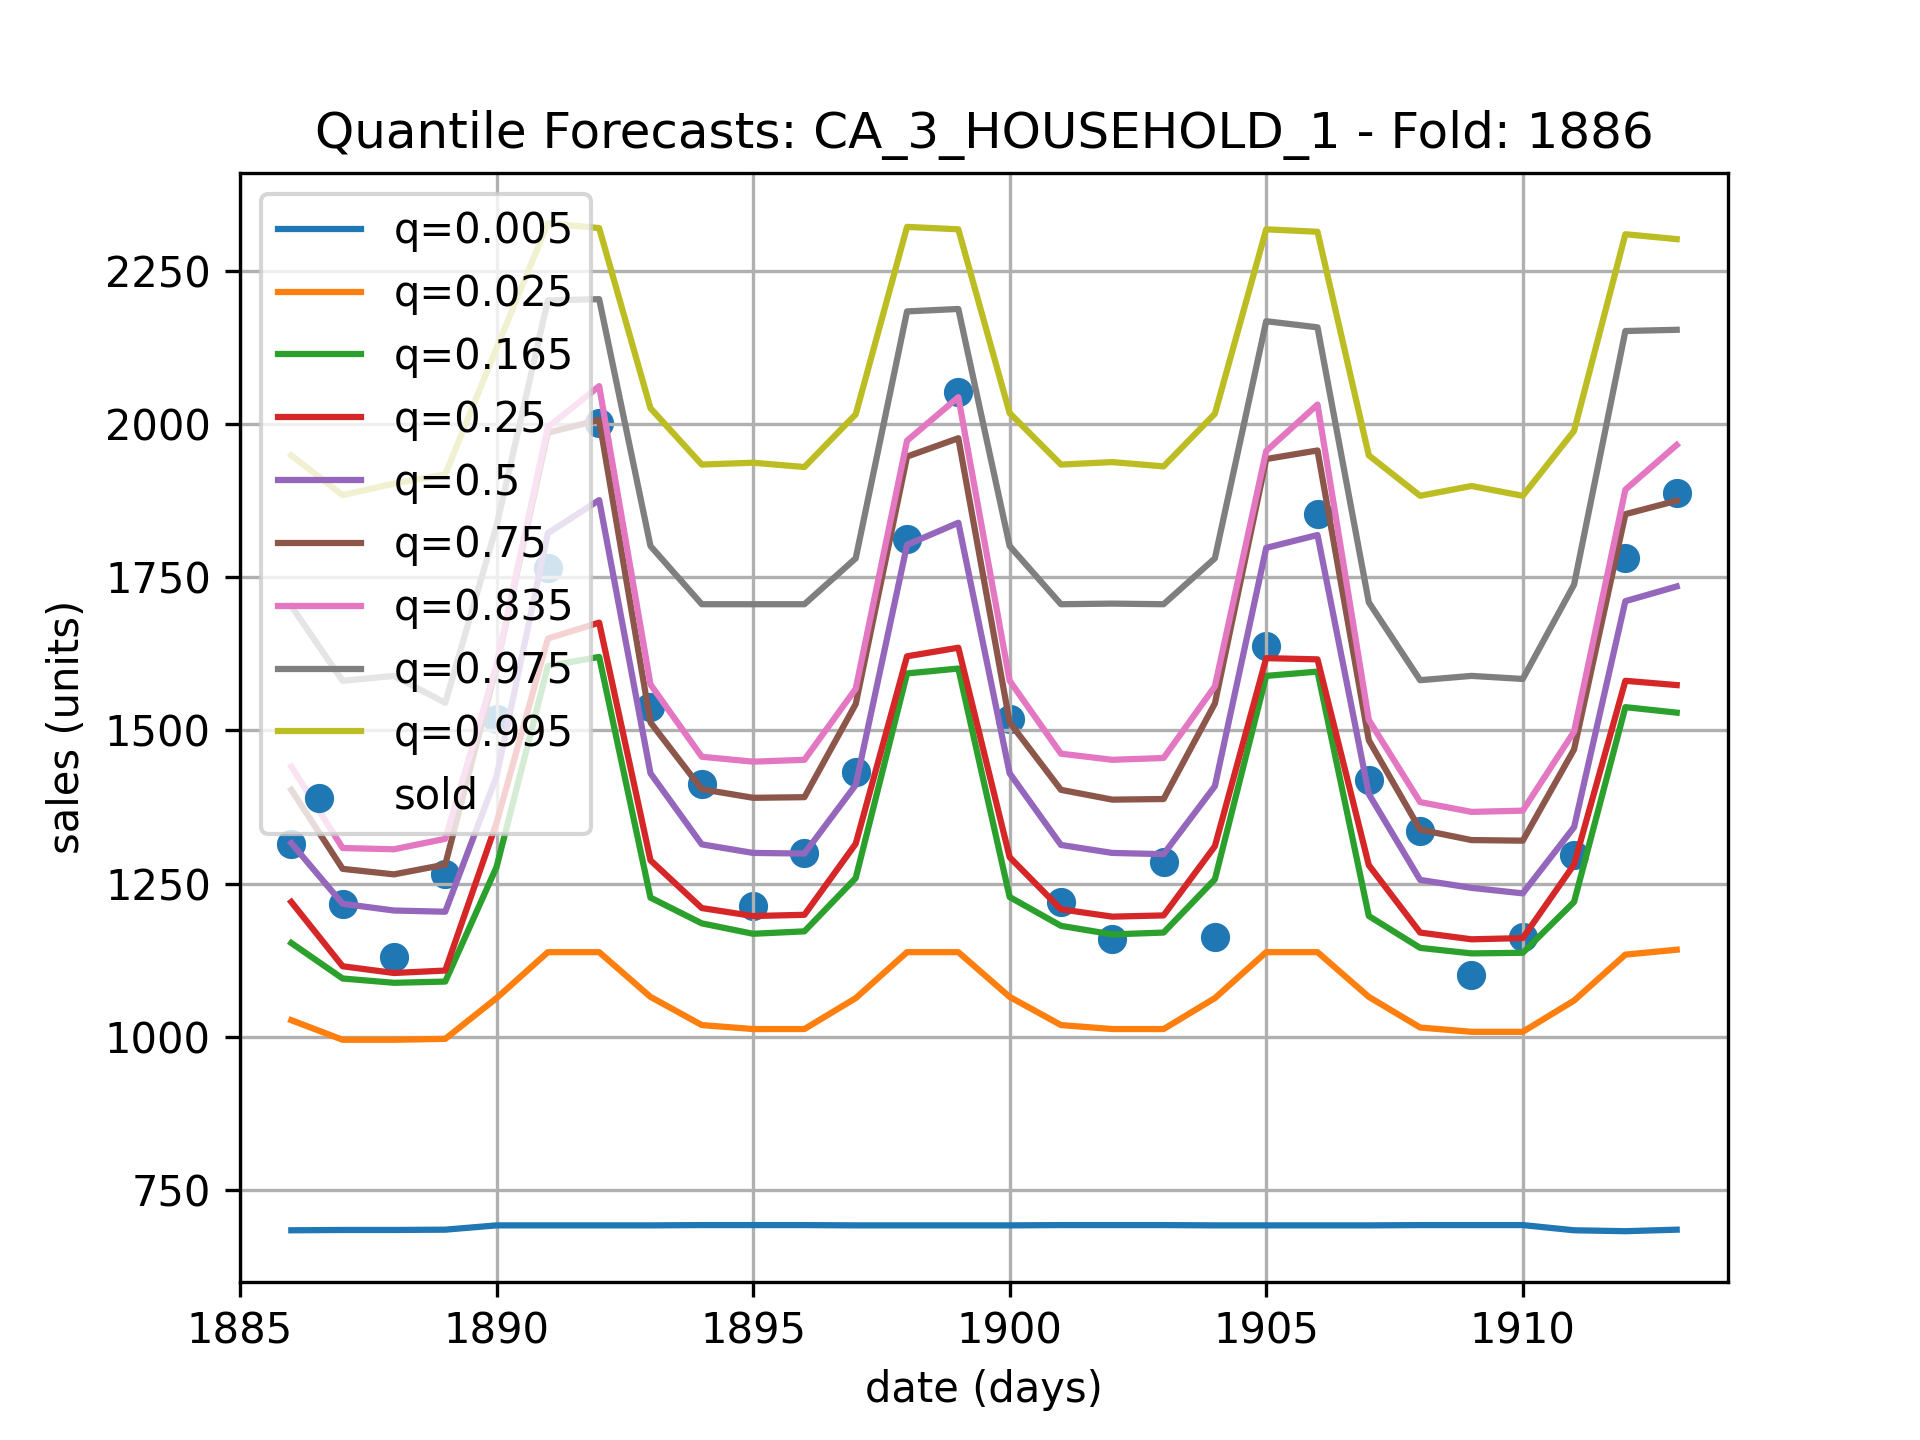 Quantile Forecasts: CA_3_HOUSEHOLD_1 - Fold: 1886
q=0.005
q=0.025
q=0.165
q=0.25
q=0.5
q=0.75
q=0.835
q=0.975
q=0.995
sold
sales (units)
2250
2000
1750
1500
1250
1000
750
1885 1890 1895 1900 1905 1910
date (days)